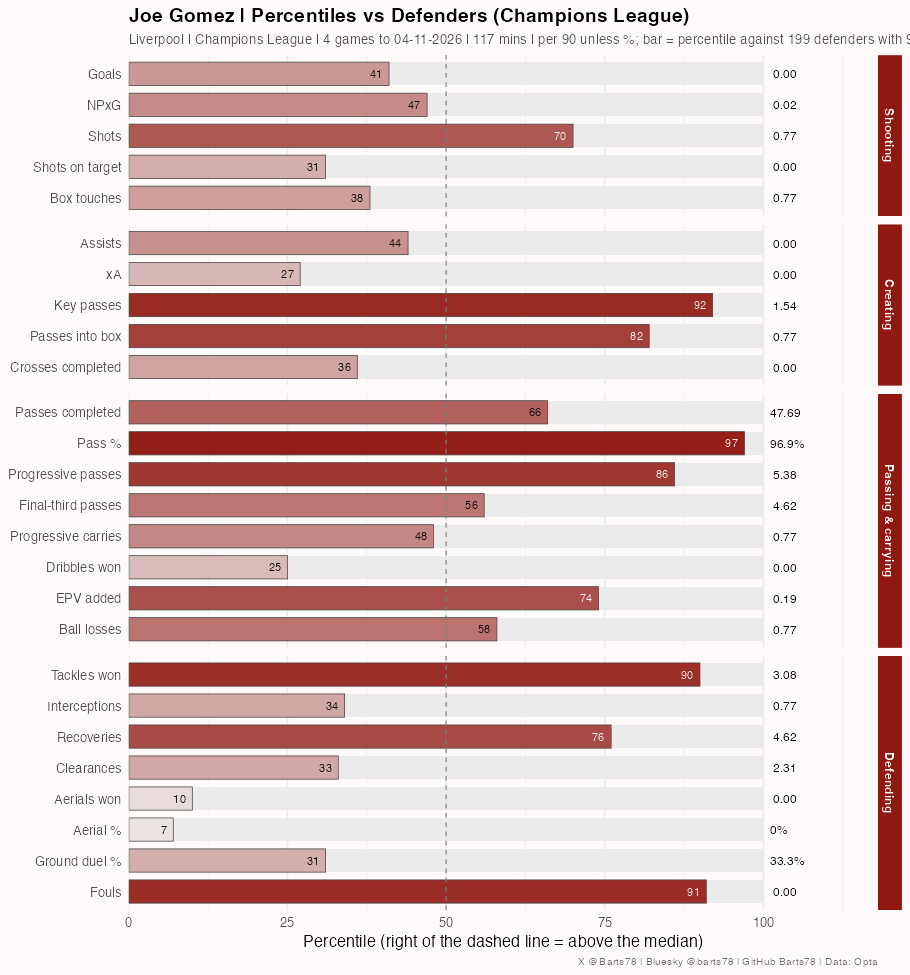 Joe Gomez | Percentiles vs Defenders (Champions League)
Liverpool | Champions League | 4 games to 04-11-2026 | 117 mins | per 90 unless %; bar = percentile against 199 defenders with 9
Goals 41 0.00
NPxG 47 0.02
Shots 70 0.77
Shots on target 31 0.00
Box touches 38 0.77
Shooting
Assists 44 0.00
xA 27 0.00
Key passes 92 1.54
Passes into box 82 0.77
Crosses completed 36 0.00
Creating
Passes completed 66 47.69
Pass % 97 96.9%
Progressive passes 86 5.38
Final-third passes 56 4.62
Progressive carries 48 0.77
Dribbles won 25 0.00
EPV added 74 0.19
Ball losses 58 0.77
Passing & carrying
Tackles won 90 3.08
Interceptions 34 0.77
Recoveries 76 4.62
Clearances 33 2.31
Aerials won 10 0.00
Aerial % 7 0%
Ground duel % 31 33.3%
Fouls 91 0.00
Defending
0 25 50 75 100
Percentile (right of the dashed line = above the median)
X @Barts78 | Bluesky @barts78 | GitHub Barts78 | Data: Opta